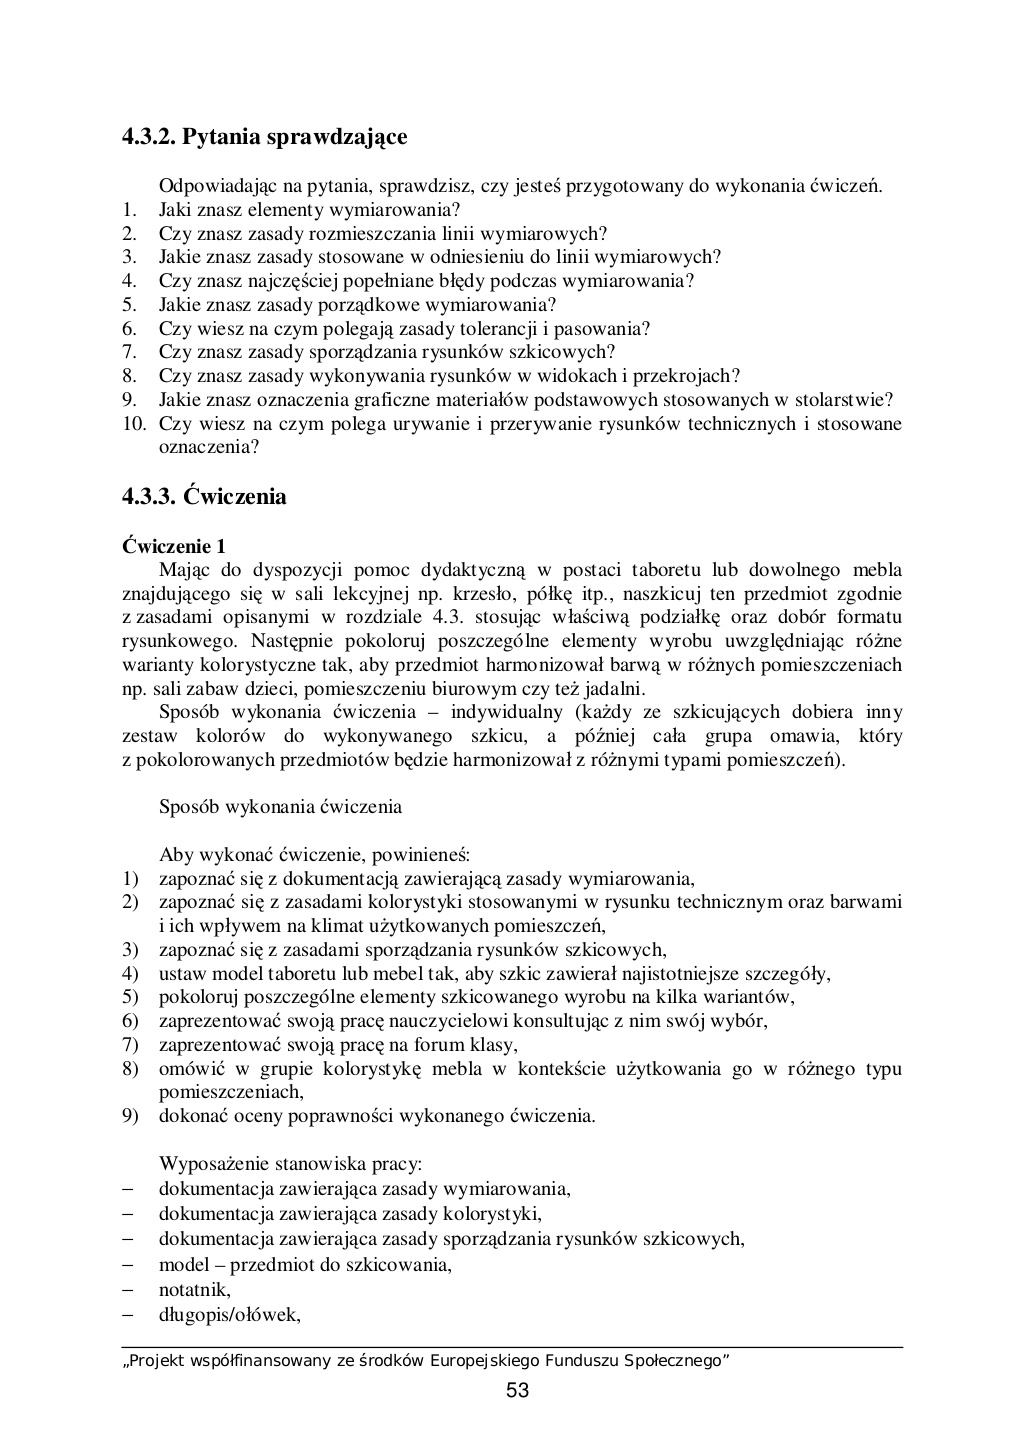 4.3.2. Pytania sprawdzające
Odpowiadając na pytania, sprawdzisz, czy jesteś przygotowany do wykonania ćwiczeń.
1. Jaki znasz elementy wymiarowania?
2. Czy znasz zasady rozmieszczania linii wymiarowych?
3. Jakie znasz zasady stosowane w odniesieniu do linii wymiarowych?
4. Czy znasz najczęściej popełniane błędy podczas wymiarowania?
5. Jakie znasz zasady porządkowe wymiarowania?
6. Czy wiesz na czym polegają zasady tolerancji i pasowania?
7. Czy znasz zasady sporządzania rysunków szkicowych?
8. Czy znasz zasady wykonywania rysunków w widokach i przekrojach?
9. Jakie znasz oznaczenia graficzne materiałów podstawowych stosowanych w stolarstwie?
10. Czy wiesz na czym polega urywanie i przerywanie rysunków technicznych i stosowane
oznaczenia?
4.3.3. Ćwiczenia
Ćwiczenie 1
Mając do dyspozycji pomoc dydaktyczną w postaci taboretu lub dowolnego mebla
znajdującego się w sali lekcyjnej np. krzesło, półkę itp., naszkicuj ten przedmiot zgodnie
z zasadami opisanymi w rozdziale 4.3. stosując właściwą podziałkę oraz dobór formatu
rysunkowego. Następnie pokoloruj poszczególne elementy wyrobu uwzględniając różne
warianty kolorystyczne tak, aby przedmiot harmonizował barwą w różnych pomieszczeniach
np. sali zabaw dzieci, pomieszczeniu biurowym czy też jadalni.
Sposób wykonania ćwiczenia – indywidualny (każdy ze szkicujących dobiera inny
zestaw kolorów do wykonywanego szkicu, a później cała grupa omawia, który
z pokolorowanych przedmiotów będzie harmonizował z różnymi typami pomieszczeń).
Sposób wykonania ćwiczenia
Aby wykonać ćwiczenie, powinieneś:
1) zapoznać się z dokumentacją zawierającą zasady wymiarowania,
2) zapoznać się z zasadami kolorystyki stosowanymi w rysunku technicznym oraz barwami
i ich wpływem na klimat użytkowanych pomieszczeń,
3) zapoznać się z zasadami sporządzania rysunków szkicowych,
4) ustaw model taboretu lub mebel tak, aby szkic zawierał najistotniejsze szczegóły,
5) pokoloruj poszczególne elementy szkicowanego wyrobu na kilka wariantów,
6) zaprezentować swoją pracę nauczycielowi konsultując z nim swój wybór,
7) zaprezentować swoją pracę na forum klasy,
8) omówić w grupie kolorystykę mebla w kontekście użytkowania go w różnego typu
pomieszczeniach,
9) dokonać oceny poprawności wykonanego ćwiczenia.
Wyposażenie stanowiska pracy:
– dokumentacja zawierająca zasady wymiarowania,
– dokumentacja zawierająca zasady kolorystyki,
– dokumentacja zawierająca zasady sporządzania rysunków szkicowych,
– model – przedmiot do szkicowania,
– notatnik,
– długopis/ołówek,
„Projekt współfinansowany ze środków Europejskiego Funduszu Społecznego”
53